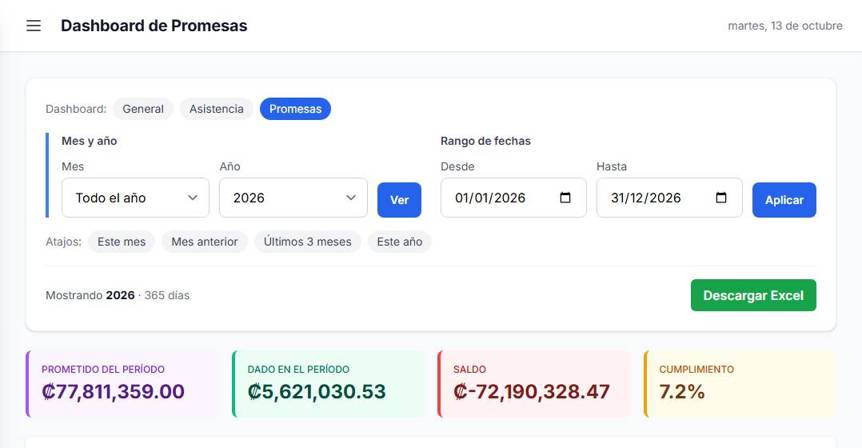 Dashboard de Promesas
martes, 13 de octubre
Dashboard: General Asistencia Promesas
Mes y año
Mes Año
Todo el año 2026 Ver
Rango de fechas
Desde Hasta
01/01/2026 31/12/2026 Aplicar
Atajos: Este mes Mes anterior Últimos 3 meses Este año
Mostrando 2026 · 365 días
Descargar Excel
PROMETIDO DEL PERÍODO
₡77,811,359.00
DADO EN EL PERÍODO
₡5,621,030.53
SALDO
₡-72,190,328.47
CUMPLIMIENTO
7.2%